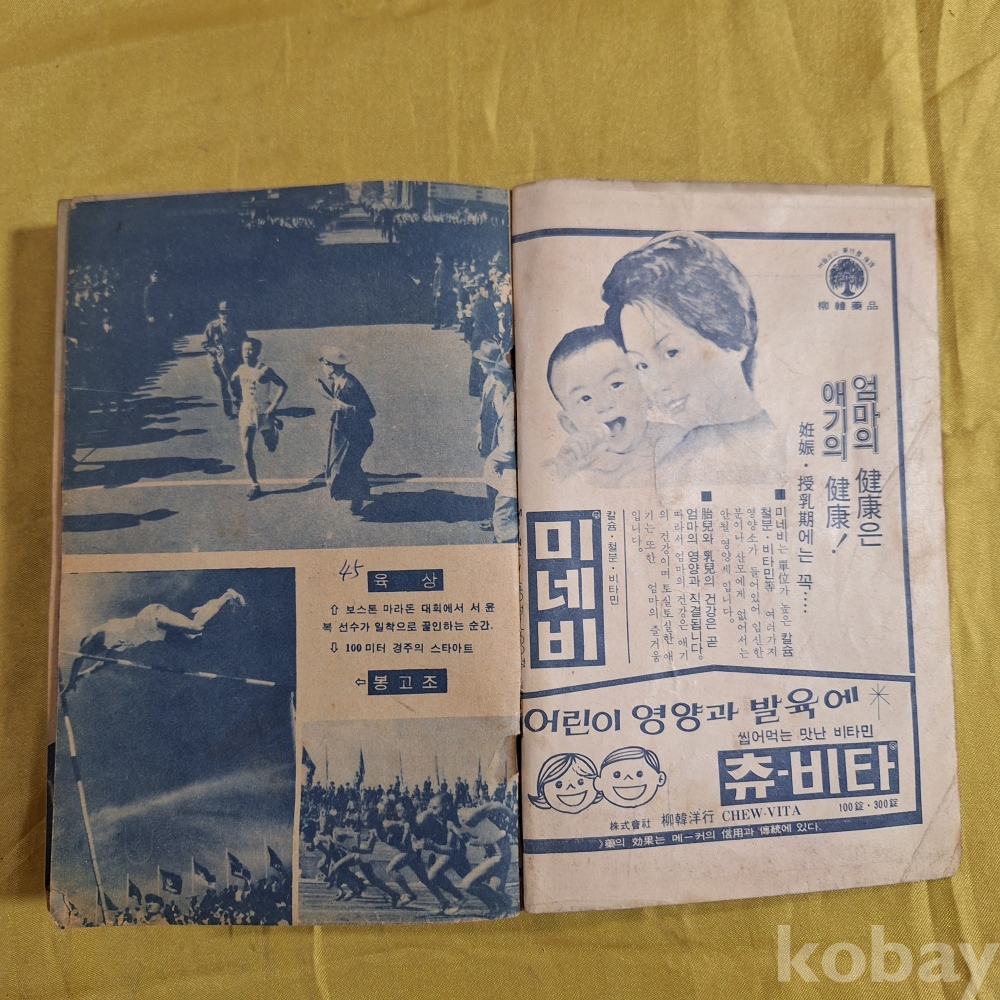 45 육 상
⇧ 보스톤 마라돈 대회에서 서 윤
복 선수가 일착으로 꼴인하는 순간.
⇩ 100미터 경주의 스타아트
⇦ 봉 고 조
柳韓藥品
엄마의 健康은
애기의 健康!
姙娠·授乳期에는 꼭····
■ 미네비는 單位가 높은 칼슘
철분·비타민等 여러가지
영양소가 들어있어 임신한
분이나 산모에게 없어서는
안될 영양제 입니다.
■ 胎兒와 乳兒의 건강은 곧
엄마의 영양과 직결됩니다.
따라서 엄마의 건강은 애기
의 건강이며 토실토실한 애
기는 또한 엄마의 즐거움
입니다.
칼슘·철분·비타민
미네비®
어린이 영양과 발육에
씹어먹는 맛난 비타민
츄-비타®
株式會社 柳韓洋行 CHEW-VITA 100錠·300錠
藥의 効果는 메-커의 信用과 傳統에 있다.
kobay